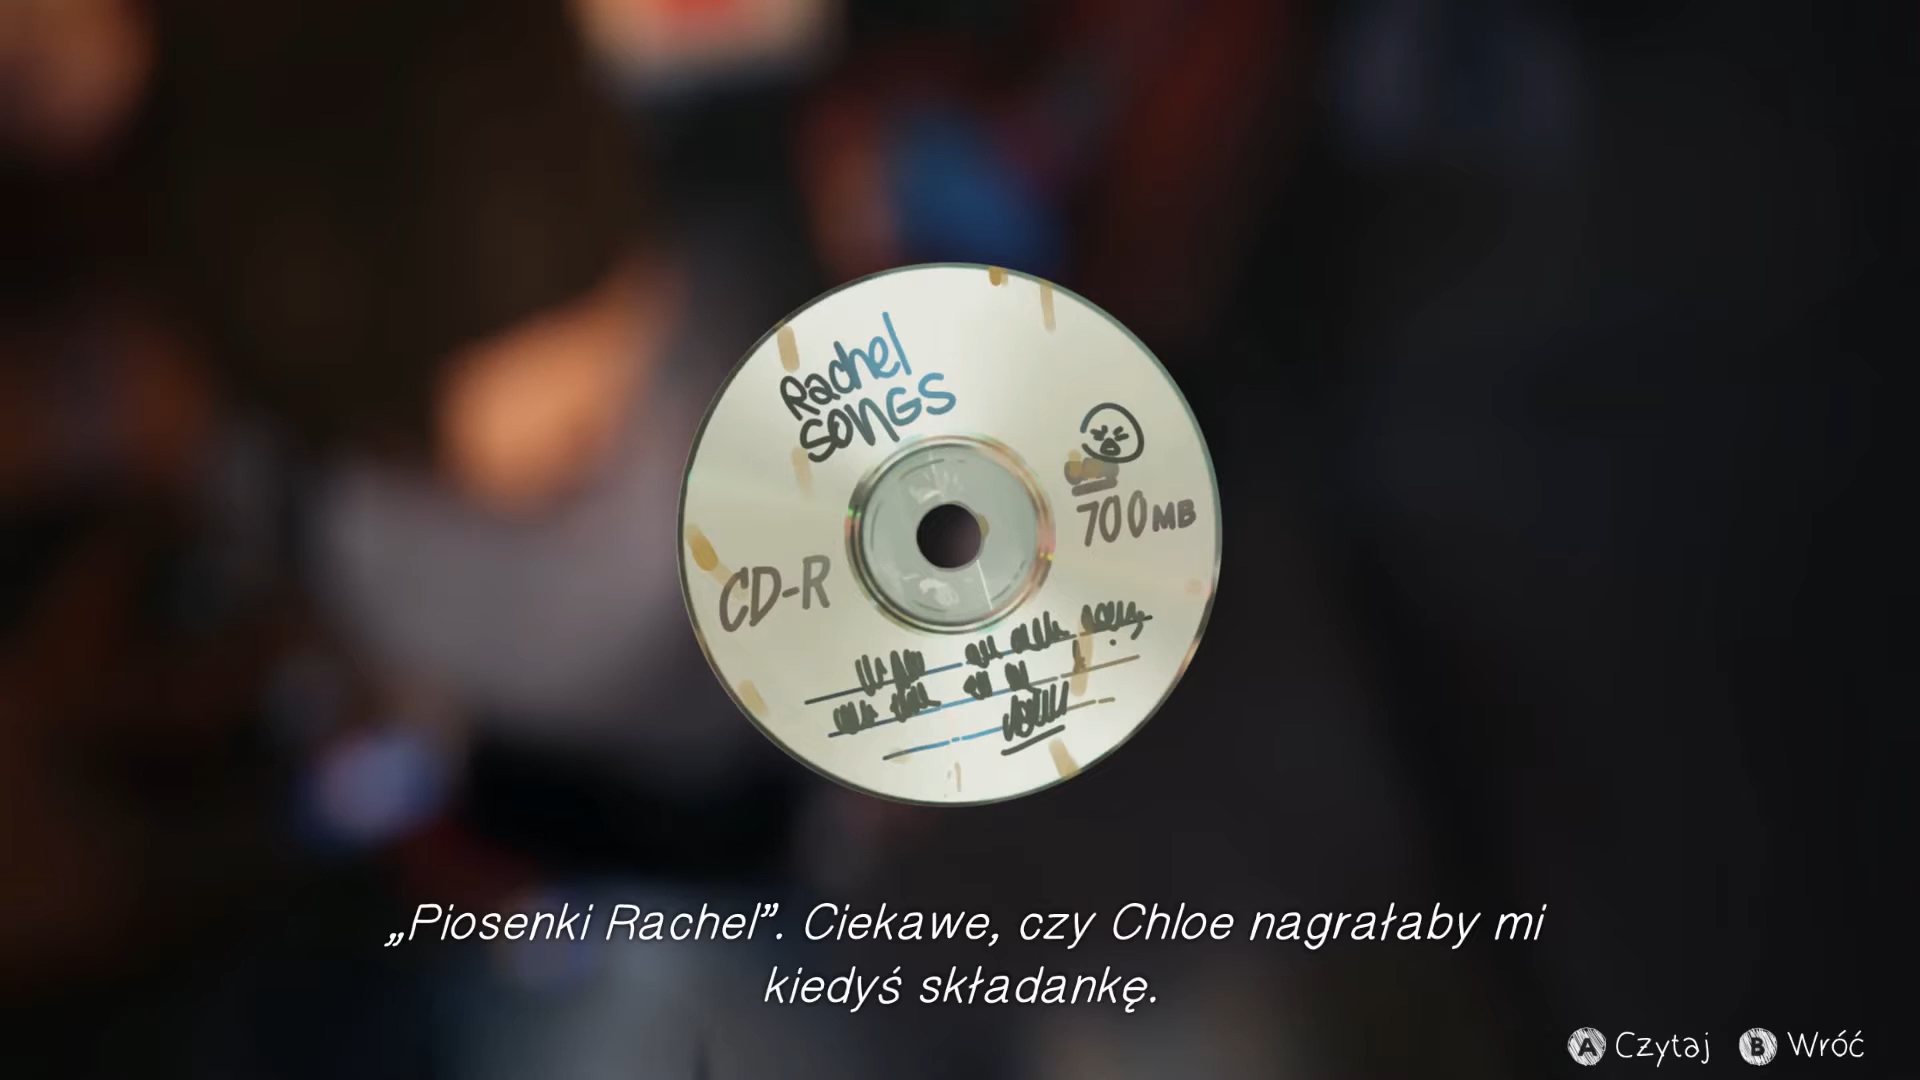 Rachel
SONGS
700MB
CD-R
„Piosenki Rachel”. Ciekawe, czy Chloe nagrałaby mi
kiedyś składankę.
A Czytaj B Wróć